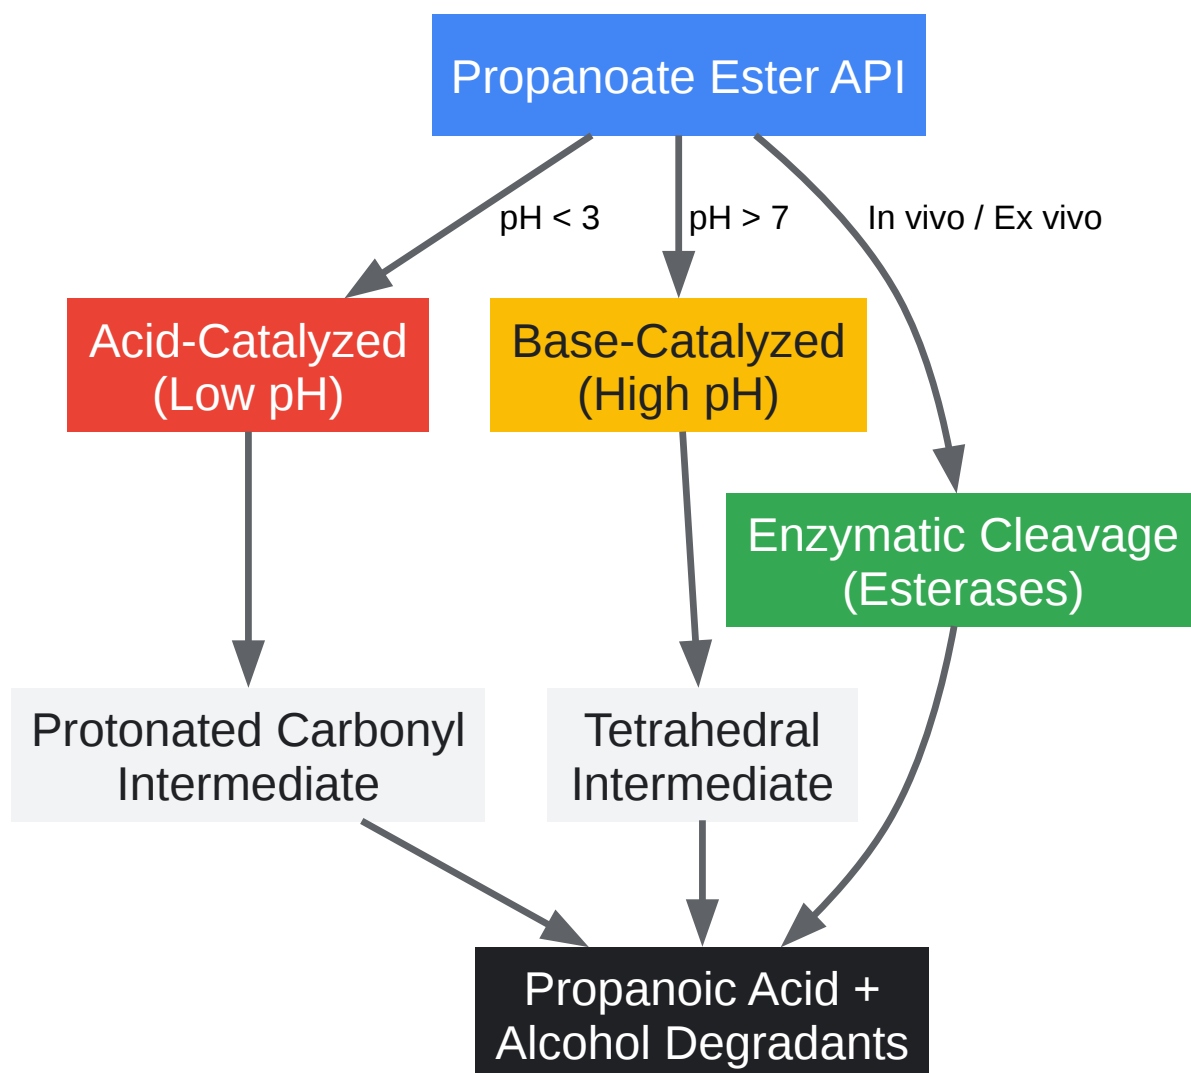 Propanoate Ester API
pH < 3
pH > 7
In vivo / Ex vivo
Acid-Catalyzed
(Low pH)
Base-Catalyzed
(High pH)
Enzymatic Cleavage
(Esterases)
Protonated Carbonyl
Intermediate
Tetrahedral
Intermediate
Propanoic Acid +
Alcohol Degradants